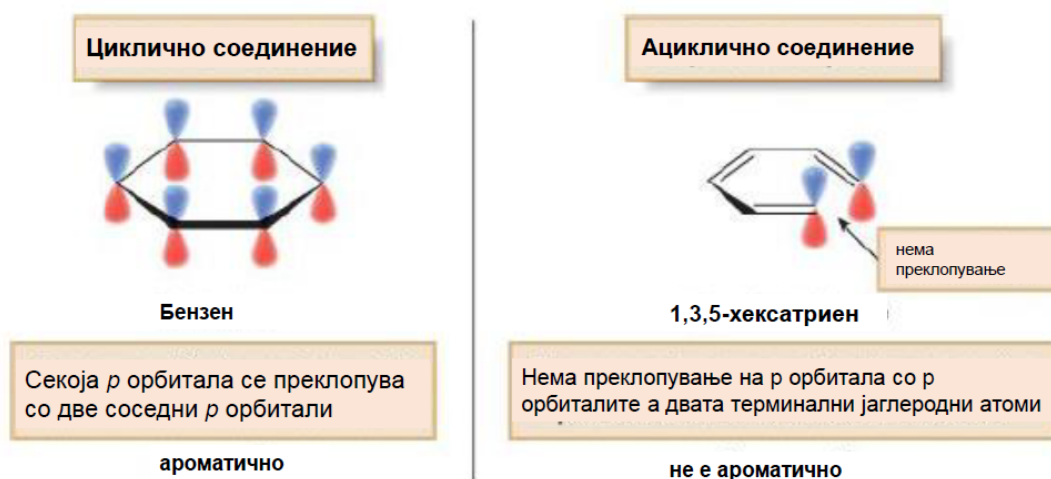 Циклично соединение
Бензен
Секоја р орбитала се преклопува
со две соседни р орбитали
ароматично
Ациклично соединение
нема
преклопување
1,3,5-хексатриен
Нема преклопување на р орбитала со р
орбиталите а двата терминални јаглеродни атоми
не е ароматично